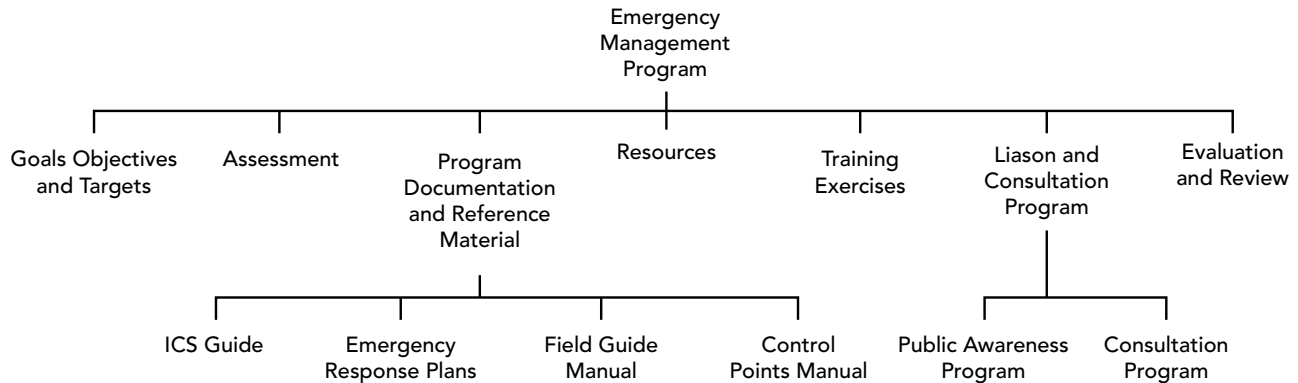 Emergency
Management
Program
Goals Objectives
and Targets
Assessment
Program
Documentation
and Reference
Material
Resources
Training
Exercises
Liason and
Consultation
Program
Evaluation
and Review
ICS Guide
Emergency
Response Plans
Field Guide
Manual
Control
Points Manual
Public Awareness
Program
Consultation
Program